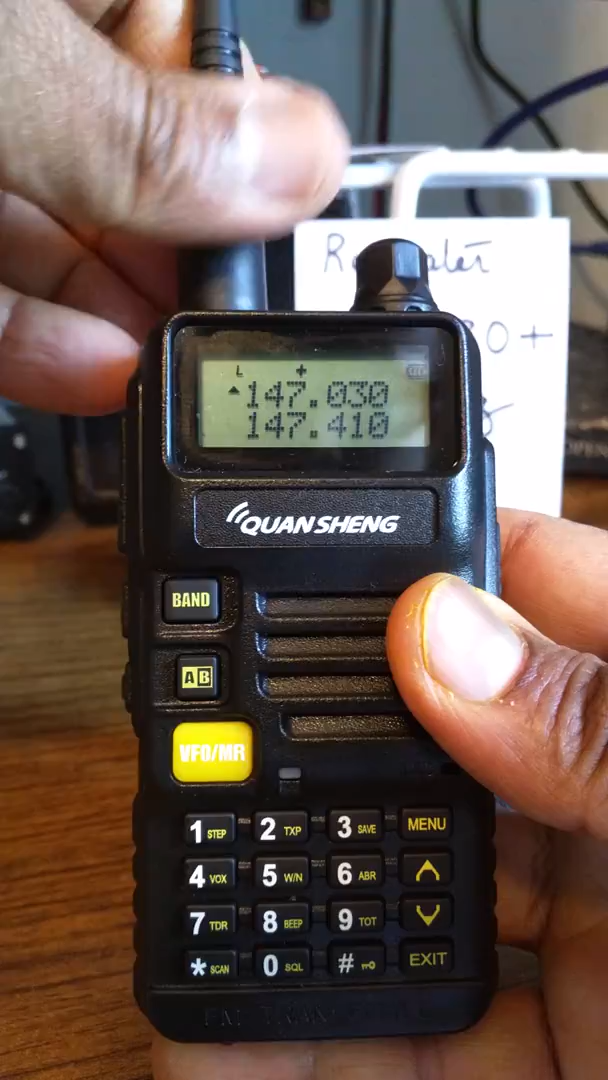 L +
147.030
147.410
QUANSHENG
BAND
A B
VFO/MR
1 STEP 2 TXP 3 SAVE MENU
4 VOX 5 W/N 6 ABR
7 TDR 8 BEEP 9 TOT
* SCAN 0 SQL # EXIT